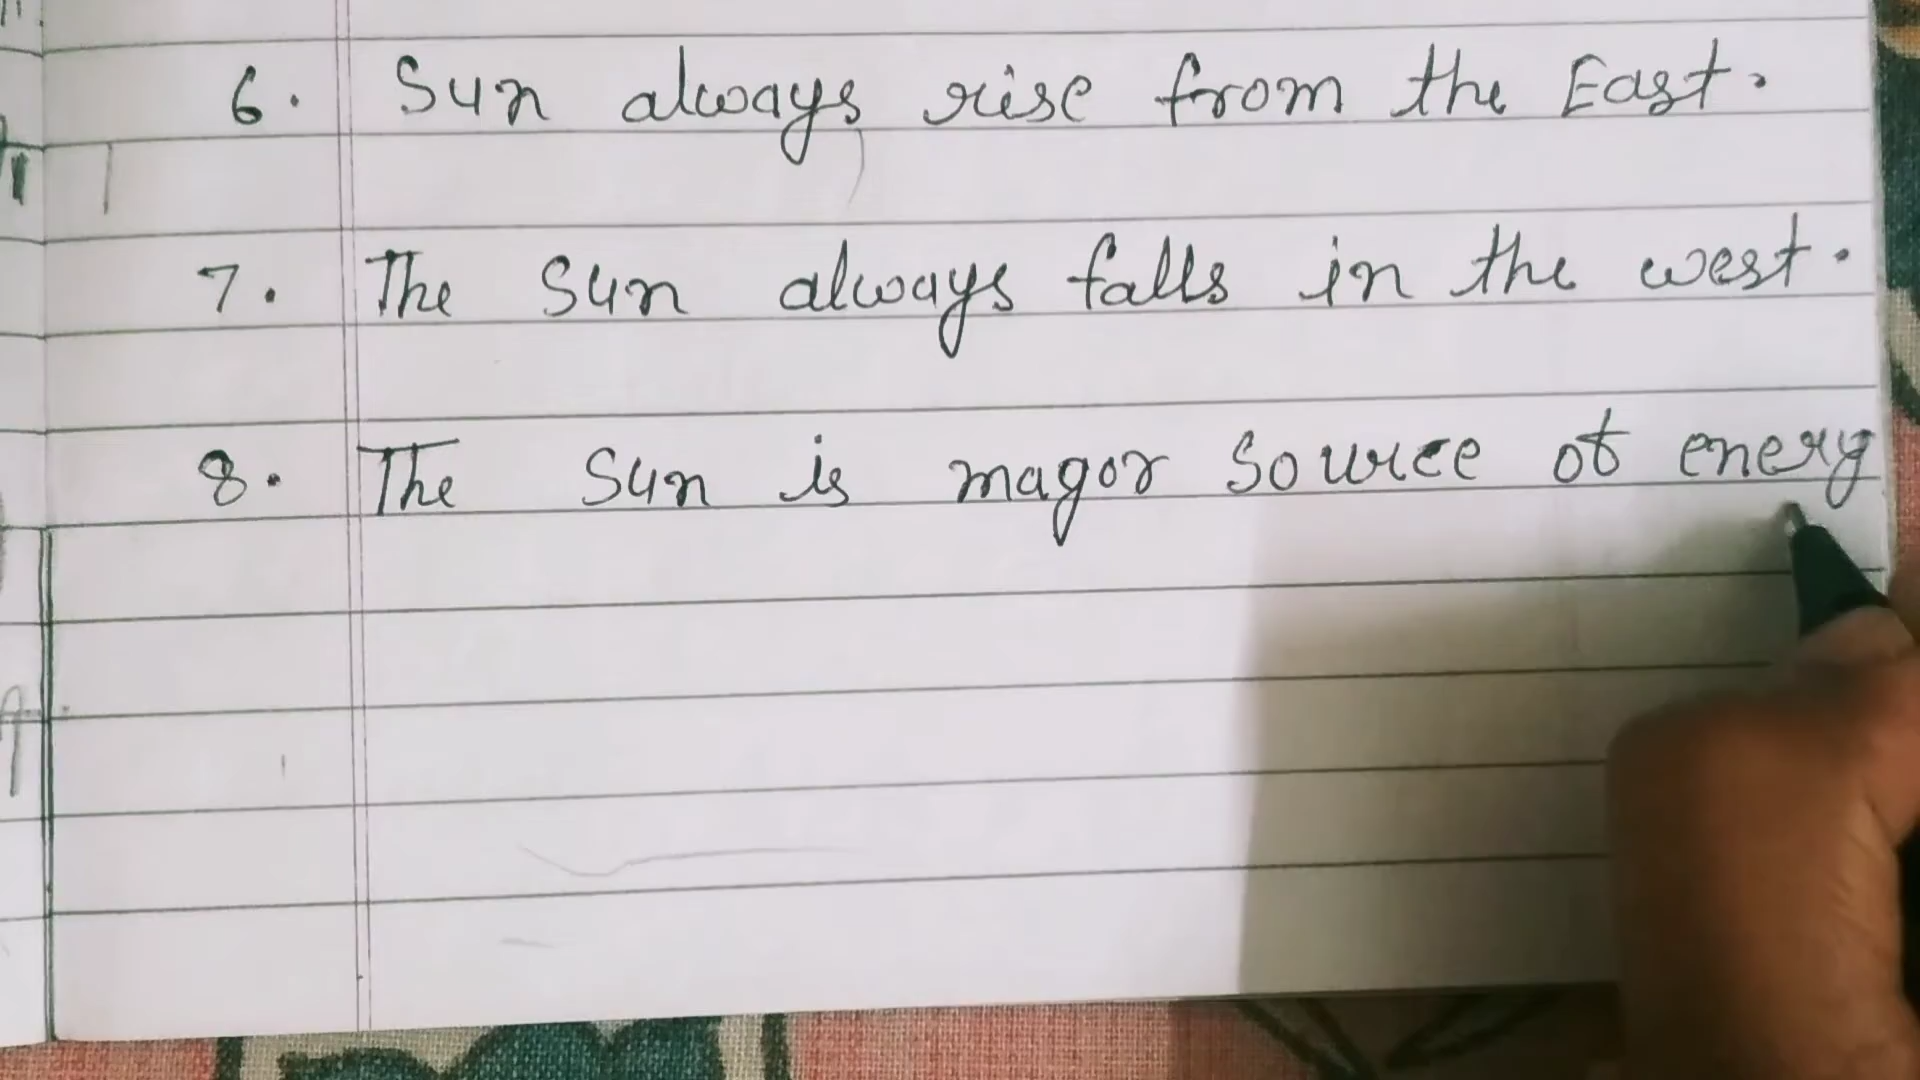 6. Sun always rise from the East.
7. The Sun always falls in the west.
8. The Sun is magor source of energy